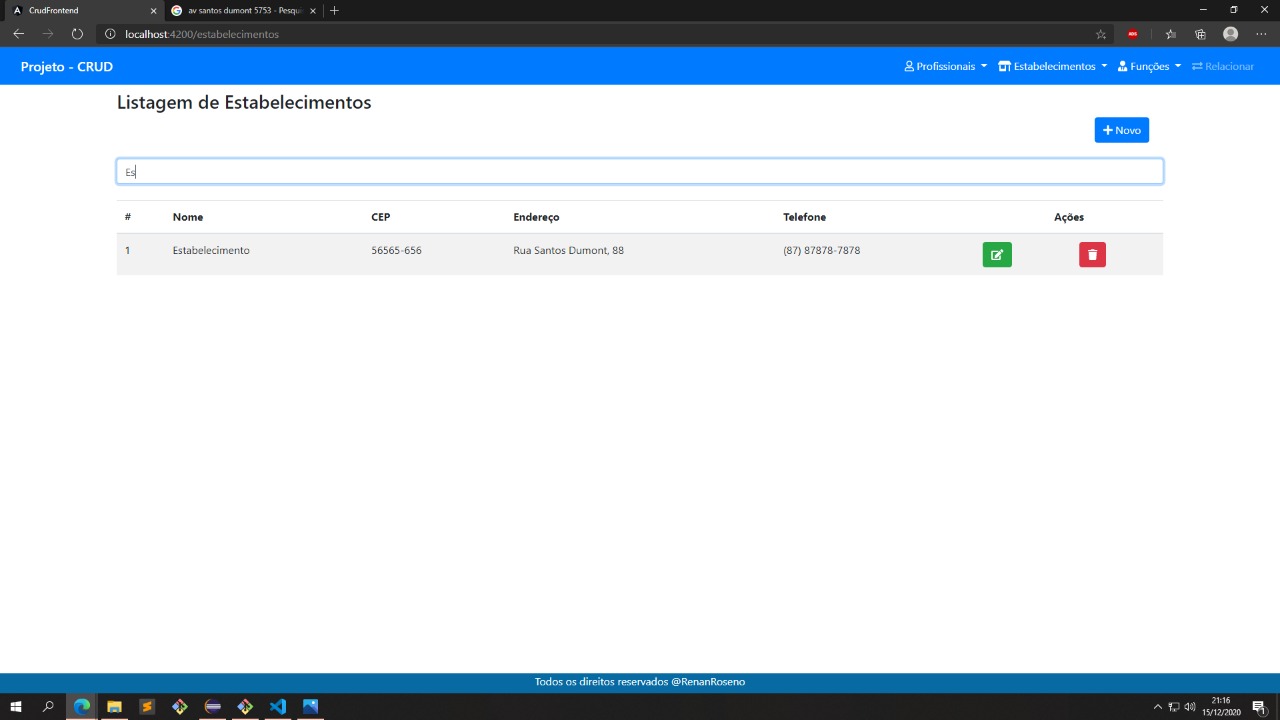 CrudFrontend
av santos dumont 5753 - Pesqui
localhost:4200/estabelecimentos
Projeto - CRUD
Profissionais
Estabelecimentos
Funções
Relacionar
Listagem de Estabelecimentos
Novo
Es
# Nome CEP Endereço Telefone Ações
1 Estabelecimento 56565-656 Rua Santos Dumont, 88 (87) 87878-7878
Todos os direitos reservados @RenanRoseno
21:16
15/12/2020